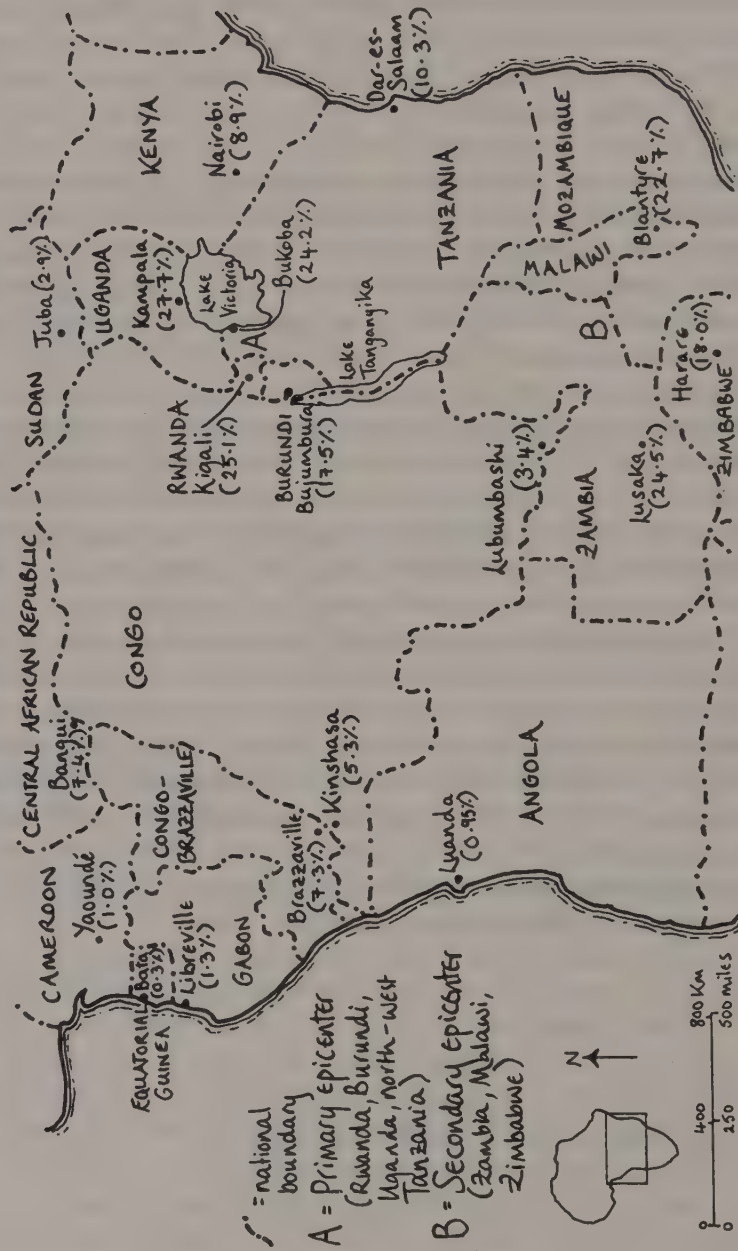 CAMEROON
Yaoundé
(1.0%)
EQUATORIAL
GUINEA
Bata
(0.3%)
Libreville
(1.3%)
GABON
CENTRAL AFRICAN REPUBLIC
Bangui
(7.4%)
CONGO-
BRAZZAVILLE
Brazzaville
(7.3%)
Kinshasa
(5.3%)
CONGO
Luanda
(0.95%)
ANGOLA
SUDAN
Juba (2.9%)
UGANDA
Kampala
(27.7%)
KENYA
Nairobi
(8.9%)
Lake
Victoria
A
Bukoba
(24.2%)
RWANDA
Kigali
(25.1%)
BURUNDI
Bujumbura
(17.5%)
Lake
Tanganyika
TANZANIA
Dar-es-
Salaam
(10.3%)
Lubumbashi
(3.4%)
ZAMBIA
Lusaka
(24.5%)
B
MALAWI
MOZAMBIQUE
Blantyre
(22.7%)
Harare
(18.0%)
ZIMBABWE
= national
boundary
A = Primary epicenter
(Rwanda, Burundi,
Uganda, north-west
Tanzania)
B = Secondary epicenter
(Zambia, Malawi,
Zimbabwe)
N
0 400 800 Km
0 250 500 miles